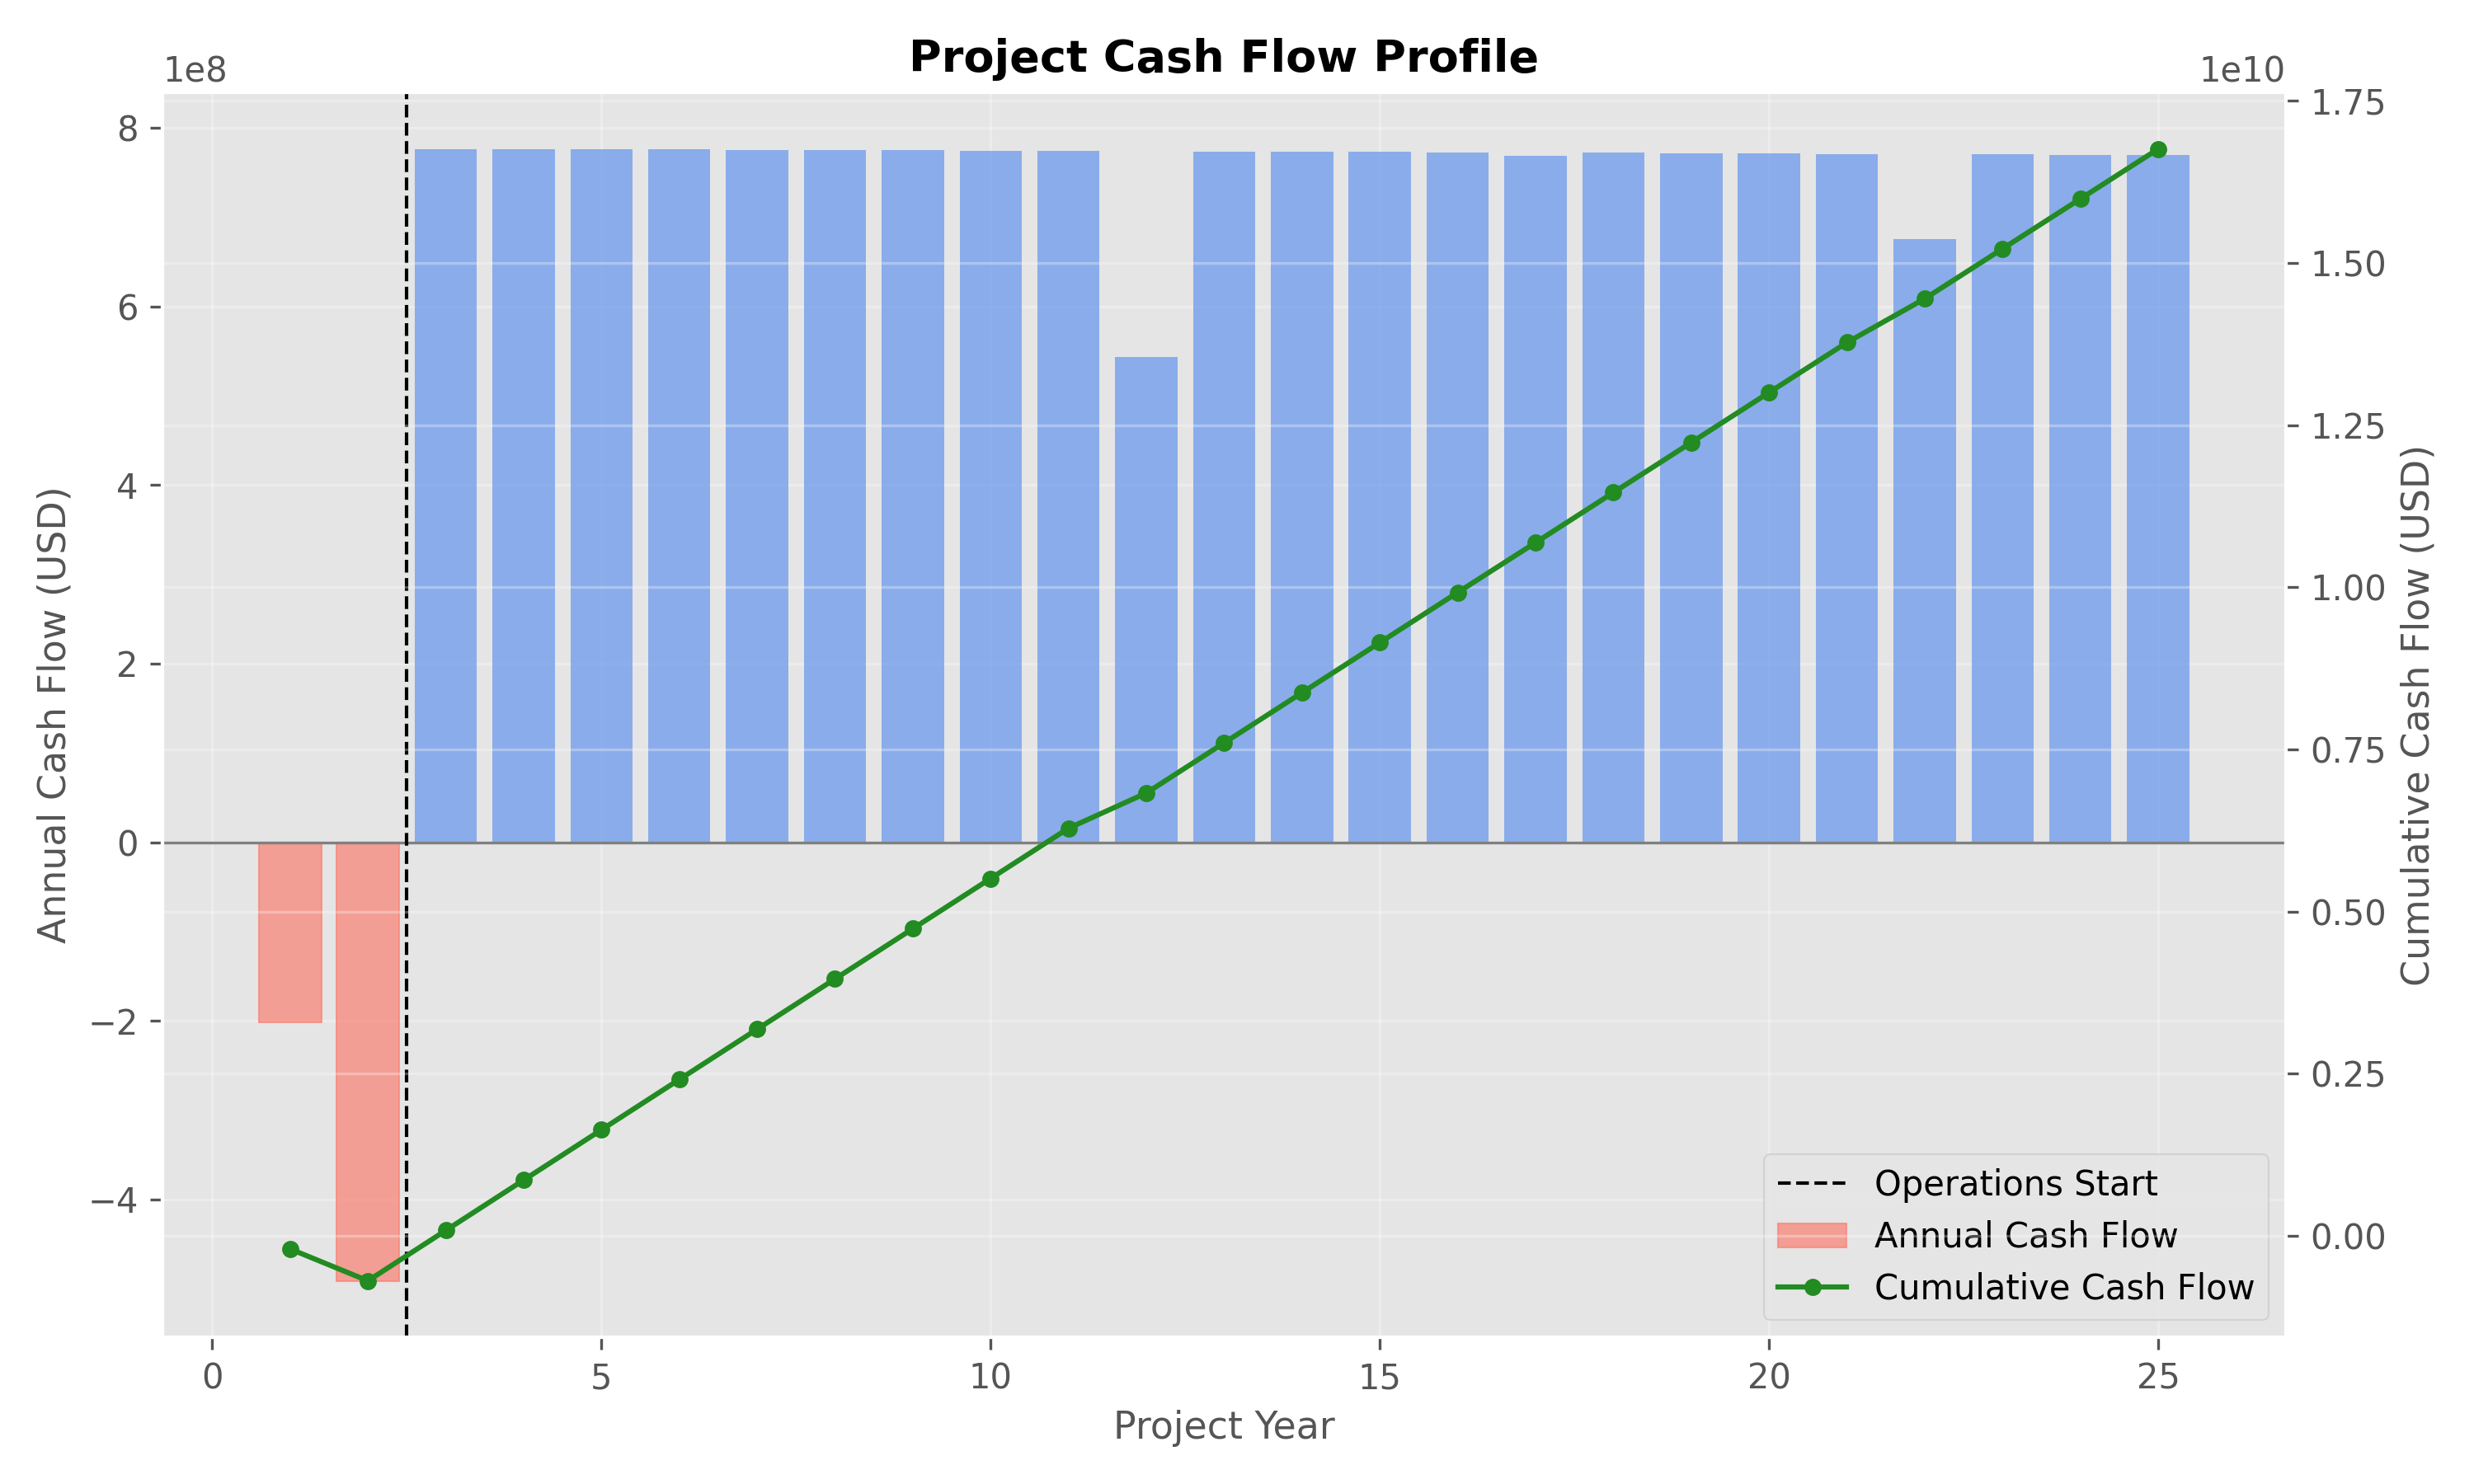 Project Cash Flow Profile
1e8
1e10
8
6
4
2
0
−2
−4
Annual Cash Flow (USD)
1.75
1.50
1.25
1.00
0.75
0.50
0.25
0.00
Cumulative Cash Flow (USD)
Operations Start
Annual Cash Flow
Cumulative Cash Flow
0 5 10 15 20 25
Project Year